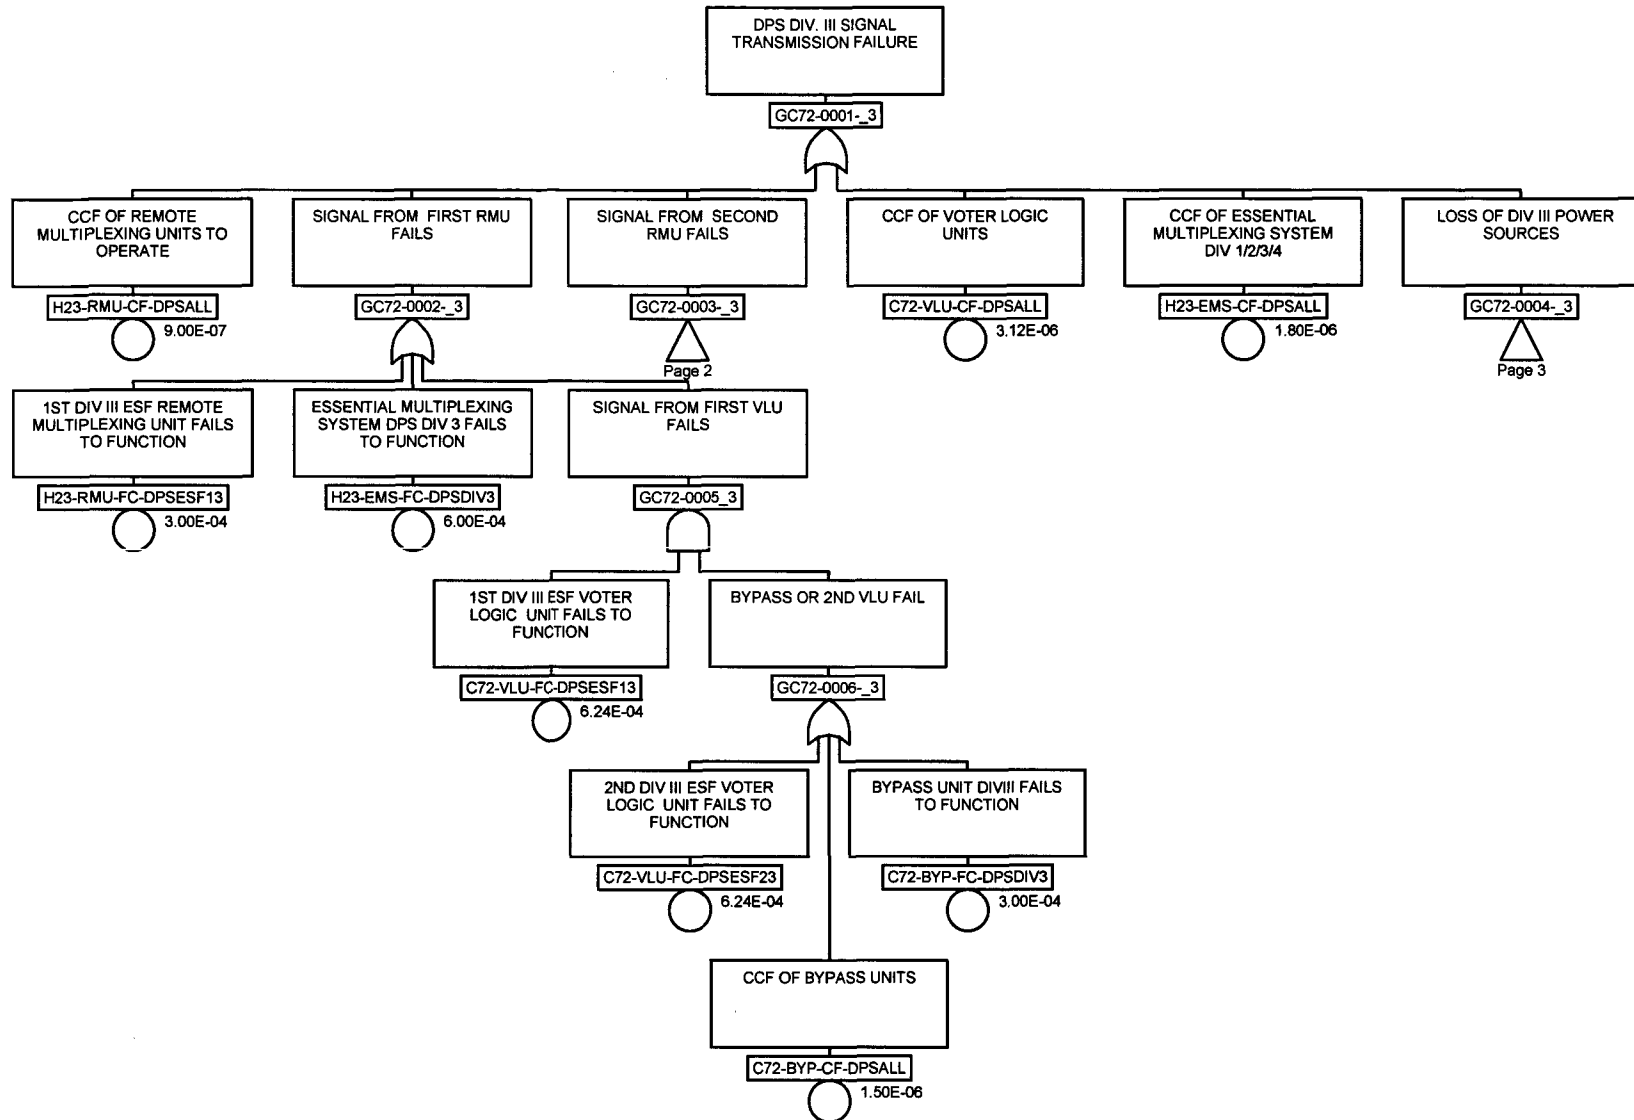 DPS DIV. III SIGNAL
TRANSMISSION FAILURE
GC72-0001-_3
CCF OF REMOTE
MULTIPLEXING UNITS TO
OPERATE
H23-RMU-CF-DPSALL
9.00E-07
SIGNAL FROM FIRST RMU
FAILS
GC72-0002-_3
SIGNAL FROM SECOND
RMU FAILS
GC72-0003-_3
Page 2
CCF OF VOTER LOGIC
UNITS
C72-VLU-CF-DPSALL
3.12E-06
CCF OF ESSENTIAL
MULTIPLEXING SYSTEM
DIV 1/2/3/4
H23-EMS-CF-DPSALL
1.80E-06
LOSS OF DIV III POWER
SOURCES
GC72-0004-_3
Page 3
1ST DIV III ESF REMOTE
MULTIPLEXING UNIT FAILS
TO FUNCTION
H23-RMU-FC-DPSESF13
3.00E-04
ESSENTIAL MULTIPLEXING
SYSTEM DPS DIV 3 FAILS
TO FUNCTION
H23-EMS-FC-DPSDIV3
6.00E-04
SIGNAL FROM FIRST VLU
FAILS
GC72-0005_3
1ST DIV III ESF VOTER
LOGIC UNIT FAILS TO
FUNCTION
C72-VLU-FC-DPSESF13
6.24E-04
BYPASS OR 2ND VLU FAIL
GC72-0006-_3
2ND DIV III ESF VOTER
LOGIC UNIT FAILS TO
FUNCTION
C72-VLU-FC-DPSESF23
6.24E-04
BYPASS UNIT DIVIII FAILS
TO FUNCTION
C72-BYP-FC-DPSDIV3
3.00E-04
CCF OF BYPASS UNITS
C72-BYP-CF-DPSALL
1.50E-06